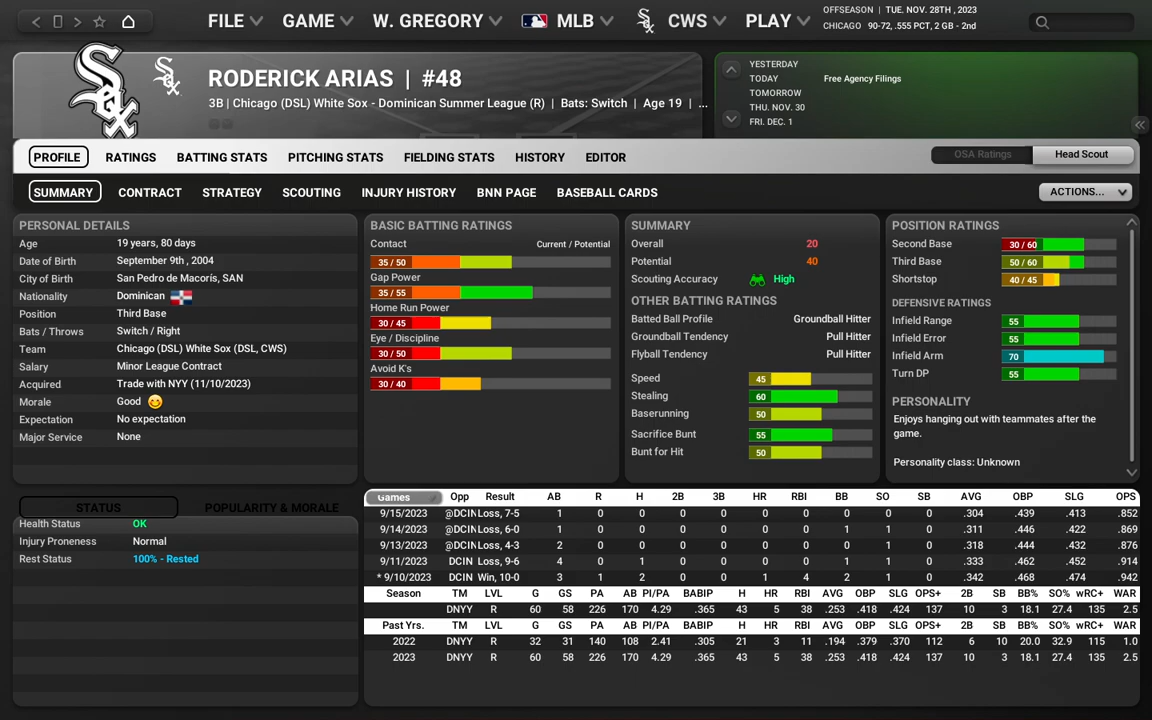 FILE GAME W. GREGORY MLB CWS PLAY
OFFSEASON | TUE. NOV. 28TH , 2023
CHICAGO 90-72, .555 PCT, 2 GB - 2nd
RODERICK ARIAS | #48
3B | Chicago (DSL) White Sox - Dominican Summer League (R) | Bats: Switch | Age 19 | ...
YESTERDAY
TODAY Free Agency Filings
TOMORROW
THU. NOV. 30
FRI. DEC. 1
PROFILE RATINGS BATTING STATS PITCHING STATS FIELDING STATS HISTORY EDITOR
OSA Ratings Head Scout
SUMMARY CONTRACT STRATEGY SCOUTING INJURY HISTORY BNN PAGE BASEBALL CARDS
ACTIONS...
PERSONAL DETAILS
Age 19 years, 80 days
Date of Birth September 9th , 2004
City of Birth San Pedro de Macorís, SAN
Nationality Dominican
Position Third Base
Bats / Throws Switch / Right
Team Chicago (DSL) White Sox (DSL, CWS)
Salary Minor League Contract
Acquired Trade with NYY (11/10/2023)
Morale Good
Expectation No expectation
Major Service None
BASIC BATTING RATINGS
Contact Current / Potential
35 / 50
Gap Power
35 / 55
Home Run Power
30 / 45
Eye / Discipline
30 / 50
Avoid K's
30 / 40
SUMMARY
Overall 20
Potential 40
Scouting Accuracy High
OTHER BATTING RATINGS
Batted Ball Profile Groundball Hitter
Groundball Tendency Pull Hitter
Flyball Tendency Pull Hitter
Speed 45
Stealing 60
Baserunning 50
Sacrifice Bunt 55
Bunt for Hit 50
POSITION RATINGS
Second Base 30 / 60
Third Base 50 / 60
Shortstop 40 / 45
DEFENSIVE RATINGS
Infield Range 55
Infield Error 55
Infield Arm 70
Turn DP 55
PERSONALITY
Enjoys hanging out with teammates after the
game.
Personality class: Unknown
STATUS POPULARITY & MORALE
Health Status OK
Injury Proneness Normal
Rest Status 100% - Rested
Games Opp Result AB R H 2B 3B HR RBI BB SO SB AVG OBP SLG OPS
9/15/2023 @DCIN Loss, 7-5 1 0 0 0 0 0 0 0 0 0 .304 .439 .413 .852
9/14/2023 @DCIN Loss, 6-0 1 0 0 0 0 0 0 1 1 0 .311 .446 .422 .869
9/13/2023 @DCIN Loss, 4-3 2 0 0 0 0 0 0 0 1 0 .318 .444 .432 .876
9/11/2023 DCIN Loss, 9-6 4 0 1 0 0 0 0 1 1 0 .333 .462 .452 .914
* 9/10/2023 DCIN Win, 10-0 3 1 2 0 0 1 4 2 1 0 .342 .468 .474 .942
Season TM LVL G GS PA AB PI/PA BABIP H HR RBI AVG OBP SLG OPS+ 2B SB BB% SO% wRC+ WAR
DNYY R 60 58 226 170 4.29 .365 43 5 38 .253 .418 .424 137 10 3 18.1 27.4 135 2.5
Past Yrs. TM LVL G GS PA AB PI/PA BABIP H HR RBI AVG OBP SLG OPS+ 2B SB BB% SO% wRC+ WAR
2022 DNYY R 32 31 140 108 2.41 .305 21 3 11 .194 .379 .370 112 6 10 20.0 32.9 115 1.0
2023 DNYY R 60 58 226 170 4.29 .365 43 5 38 .253 .418 .424 137 10 3 18.1 27.4 135 2.5